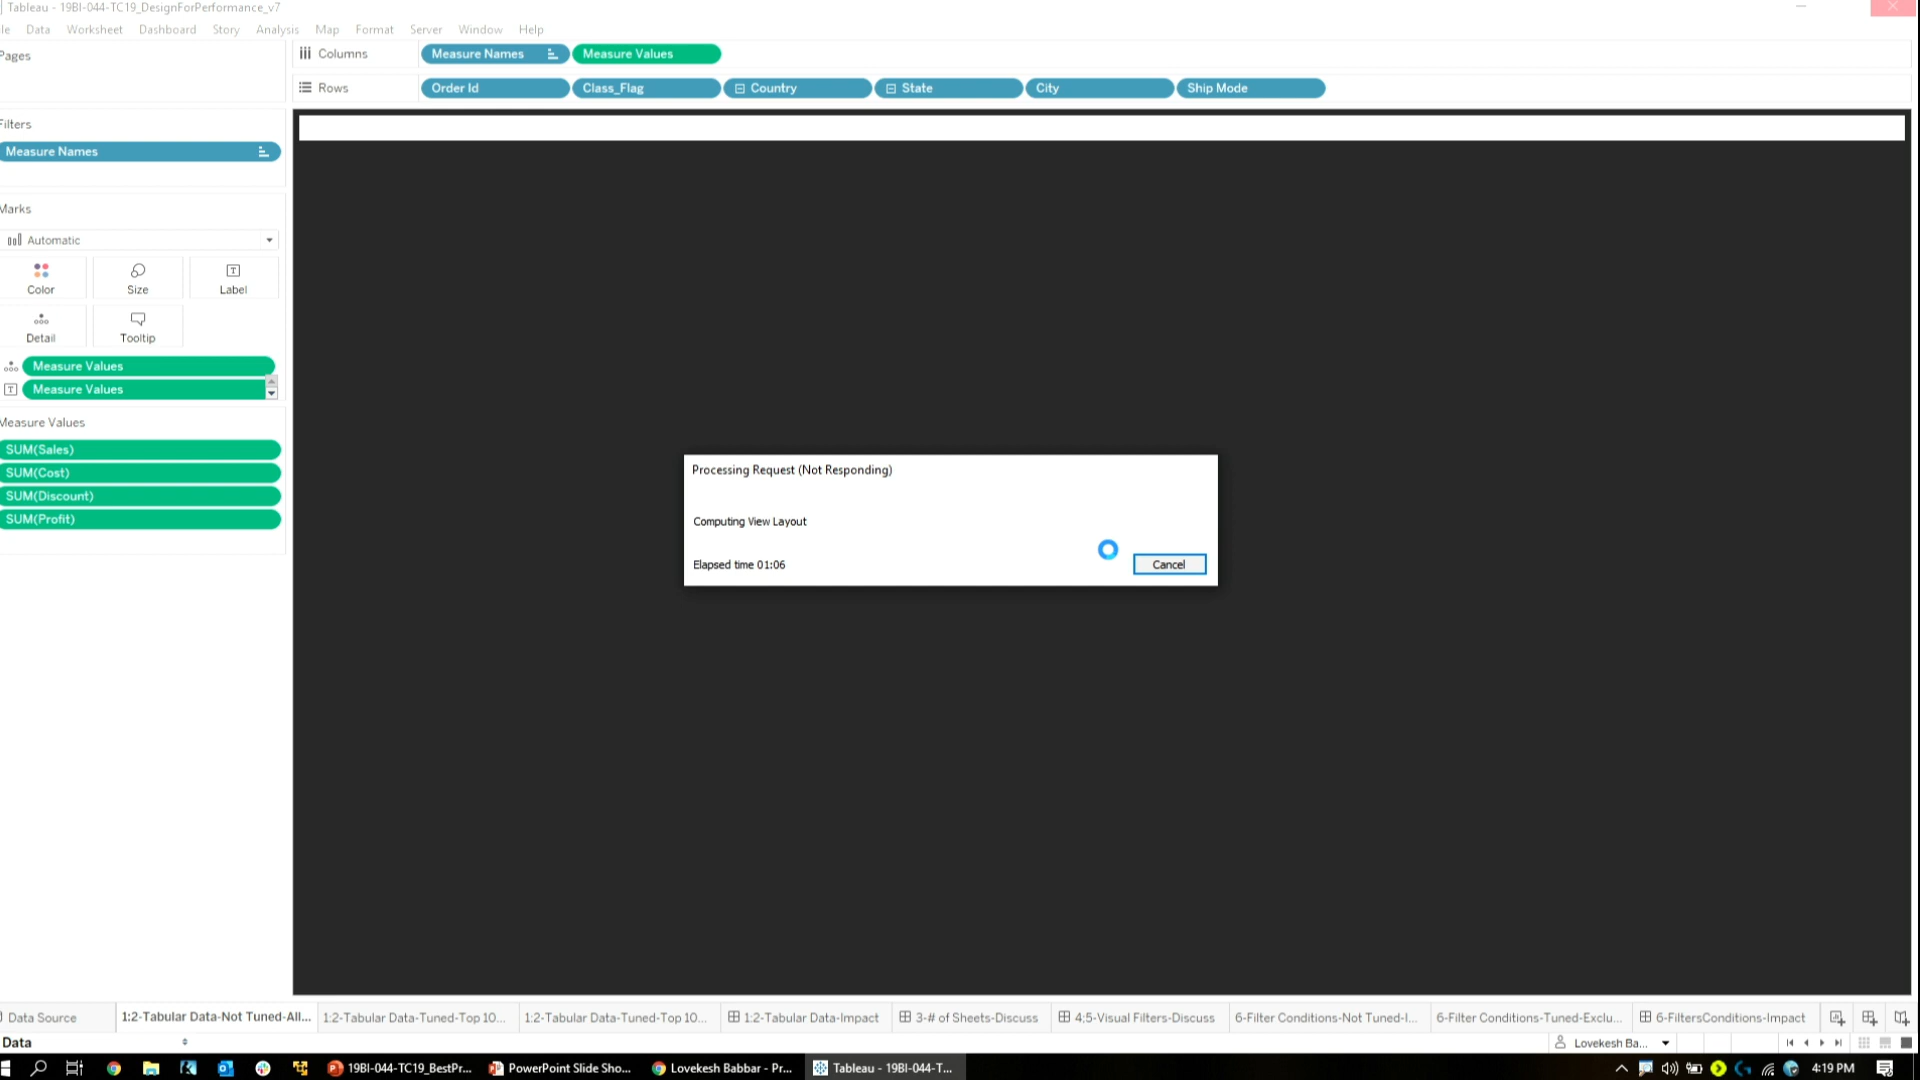 Tableau - 19BI-044-TC19_DesignForPerformance_v7
le Data Worksheet Dashboard Story Analysis Map Format Server Window Help
Pages
Columns Measure Names Measure Values
Rows Order Id Class_Flag Country State City Ship Mode
Filters
Measure Names
Marks
Automatic
Color Size Label
Detail Tooltip
Measure Values
Measure Values
Measure Values
SUM(Sales)
SUM(Cost)
SUM(Discount)
SUM(Profit)
Processing Request (Not Responding)
Computing View Layout
Elapsed time 01:06
Cancel
Data Source 1:2-Tabular Data-Not Tuned-All... 1:2-Tabular Data-Tuned-Top 10... 1:2-Tabular Data-Tuned-Top 10... 1:2-Tabular Data-Impact 3-# of Sheets-Discuss 4;5-Visual Filters-Discuss 6-Filter Conditions-Not Tuned-I... 6-Filter Conditions-Tuned-Exclu... 6-FiltersConditions-Impact
Data Lovekesh Ba...
19BI-044-TC19_BestPr... PowerPoint Slide Sho... Lovekesh Babbar - Pr... Tableau - 19BI-044-T... 4:19 PM